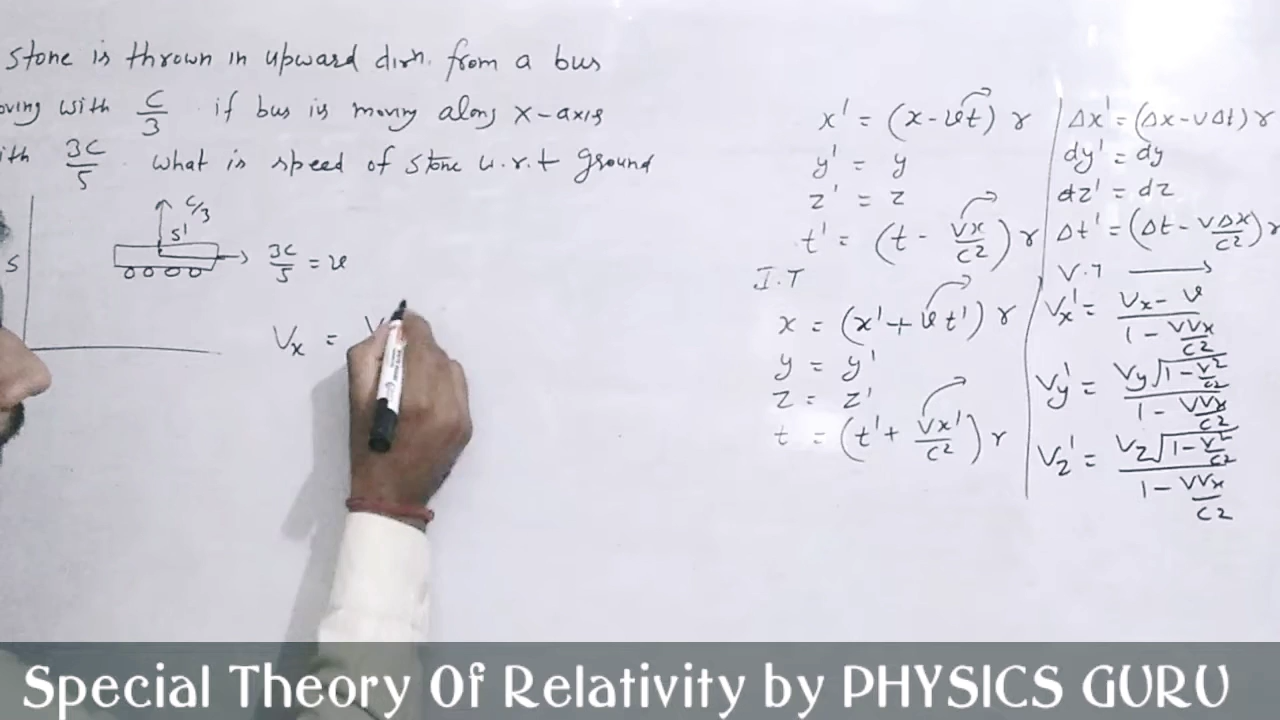 stone is thrown in upward dirn. from a bus
oving with C/3 . if bus is moving along x-axis
ith 3C/5 . what is speed of stone w.r.t ground
C/3
S'
S
3C/5 = v
Vx =
x' = (x - vt) γ
y' = y
z' = z
t' = (t - vx/c2) γ
I.T
x = (x' + vt') γ
y = y'
z = z'
t = (t' + vx'/c2) γ
Δx' = (Δx - vΔt) γ
dy' = dy
dz' = dz
Δt' = (Δt - vΔx/c2) γ
V.T →
Vx' = Vx - v / 1 - vVx/c2
Vy' = Vy√1 - v2/c2 / 1 - vVx/c2
Vz' = Vz√1 - v2/c2 / 1 - vVx/c2
Special Theory Of Relativity by PHYSICS GURU